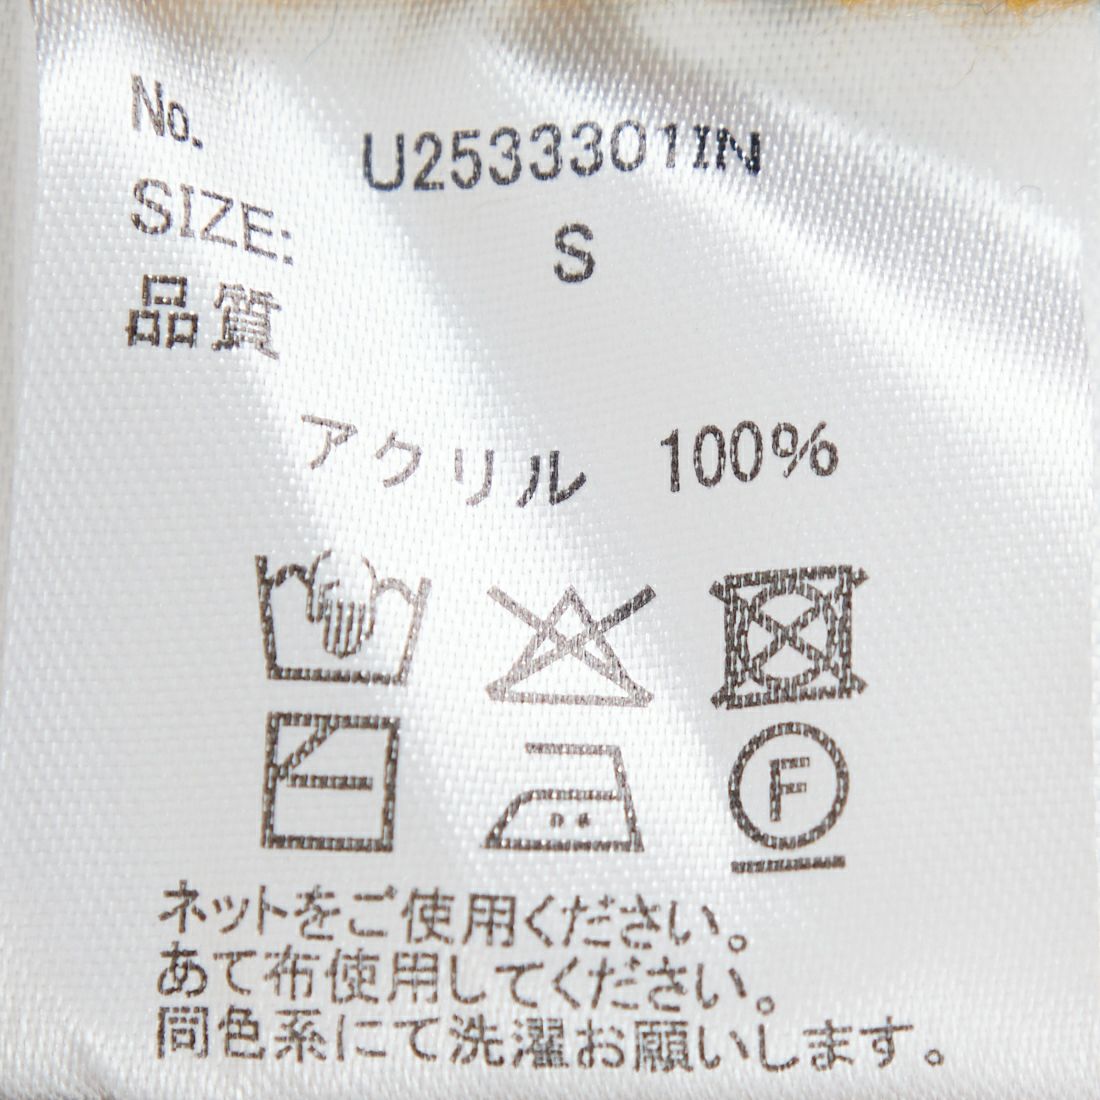 No. U2533301IN
SIZE: S
品質
アクリル 100%
F
ネットをご使用ください。
あて布使用してください。
同色系にて洗濯お願いします。